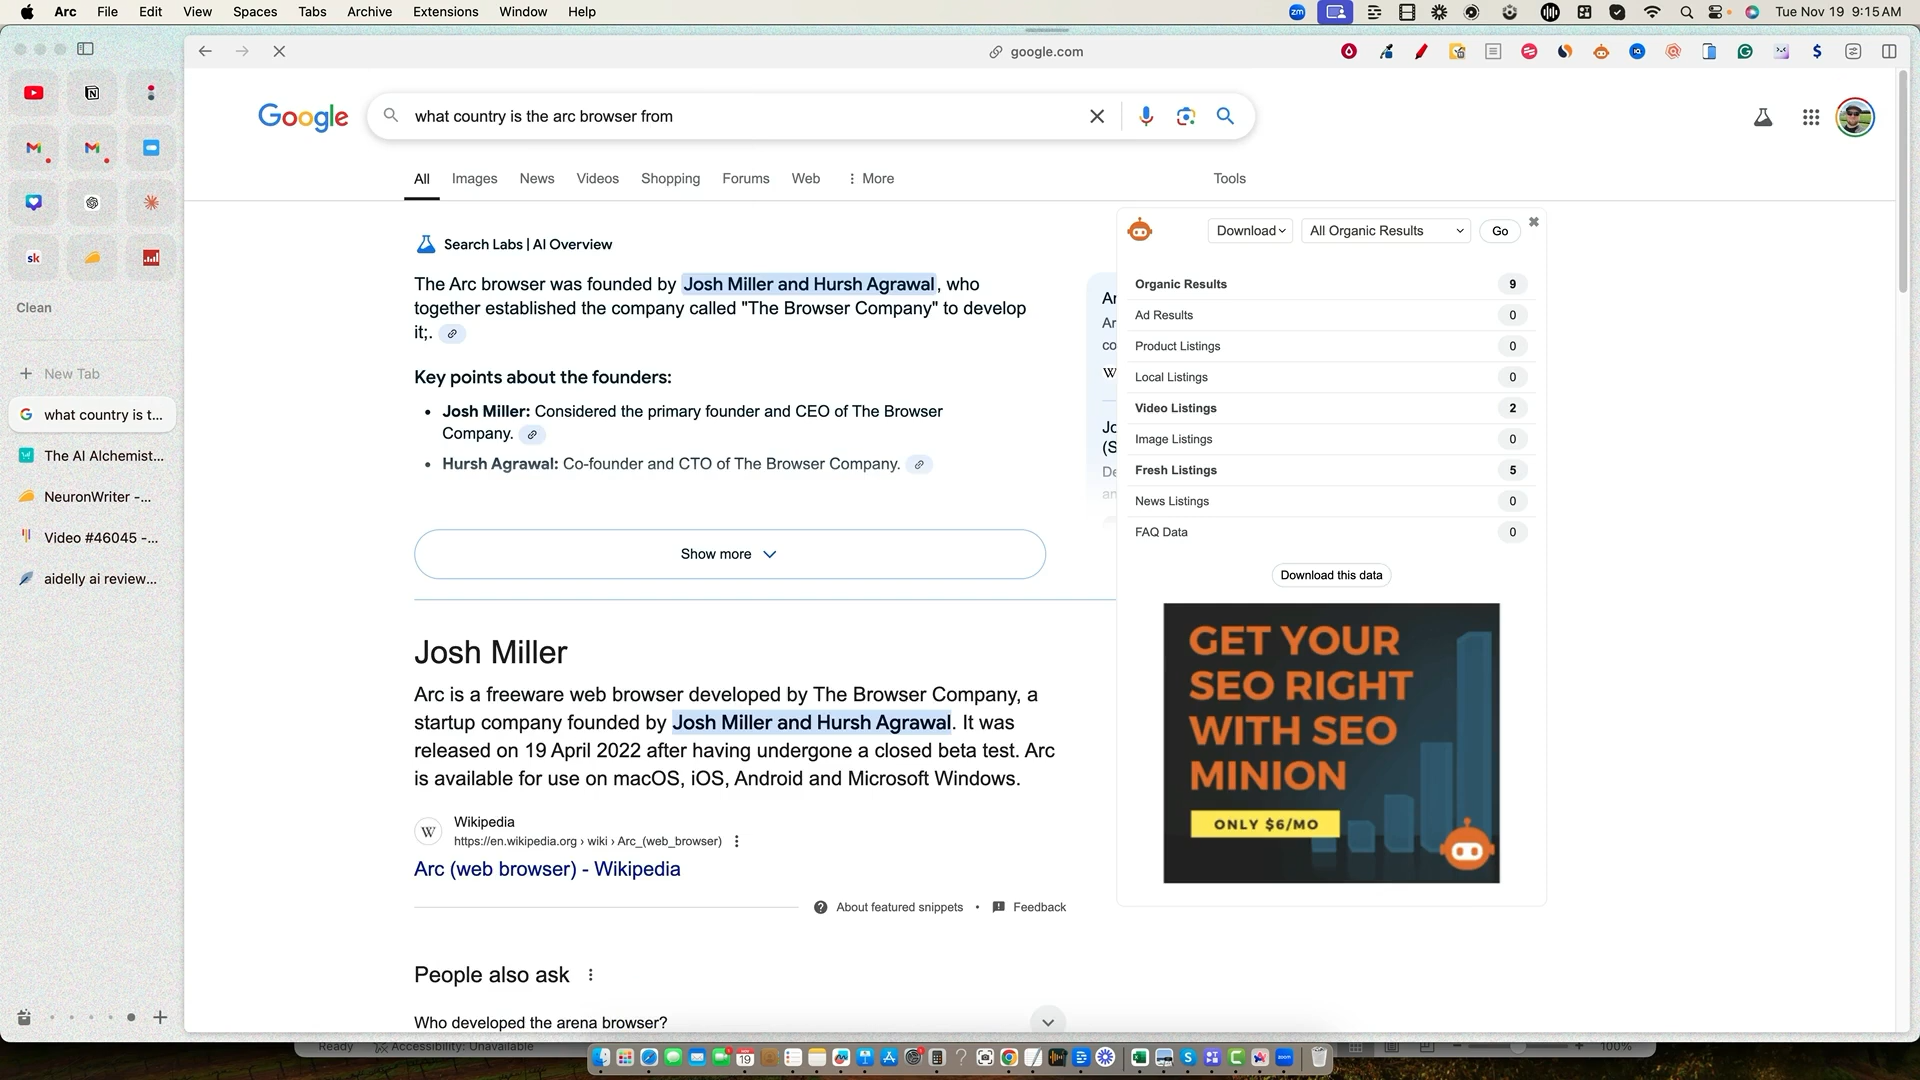 Arc File Edit View Spaces Tabs Archive Extensions Window Help
Tue Nov 19 9:15 AM
google.com
Google
what country is the arc browser from
All Images News Videos Shopping Forums Web More Tools
Clean
New Tab
what country is t...
The AI Alchemist...
NeuronWriter -...
Video #46045 -...
aidelly ai review...
Search Labs | AI Overview
The Arc browser was founded by Josh Miller and Hursh Agrawal, who
together established the company called "The Browser Company" to develop
it;.
Key points about the founders:
• Josh Miller: Considered the primary founder and CEO of The Browser
Company.
• Hursh Agrawal: Co-founder and CTO of The Browser Company.
Show more
Josh Miller
Arc is a freeware web browser developed by The Browser Company, a
startup company founded by Josh Miller and Hursh Agrawal. It was
released on 19 April 2022 after having undergone a closed beta test. Arc
is available for use on macOS, iOS, Android and Microsoft Windows.
W
Wikipedia
https://en.wikipedia.org › wiki › Arc_(web_browser)
Arc (web browser) - Wikipedia
About featured snippets • Feedback
People also ask
Who developed the arena browser?
Download All Organic Results Go
Organic Results 9
Ad Results 0
Product Listings 0
Local Listings 0
Video Listings 2
Image Listings 0
Fresh Listings 5
News Listings 0
FAQ Data 0
Download this data
GET YOUR
SEO RIGHT
WITH SEO
MINION
ONLY $6/MO
Ready Accessibility: Unavailable
100%